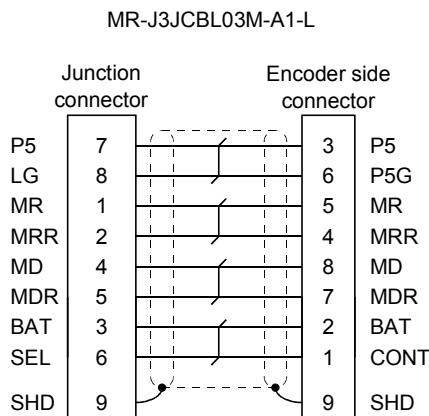 MR-J3JCBL03M-A1-L
Junction connector
Encoder side connector
P5 7 3 P5
LG 8 6 P5G
MR 1 5 MR
MRR 2 4 MRR
MD 4 8 MD
MDR 5 7 MDR
BAT 3 2 BAT
SEL 6 1 CONT
SHD 9 9 SHD